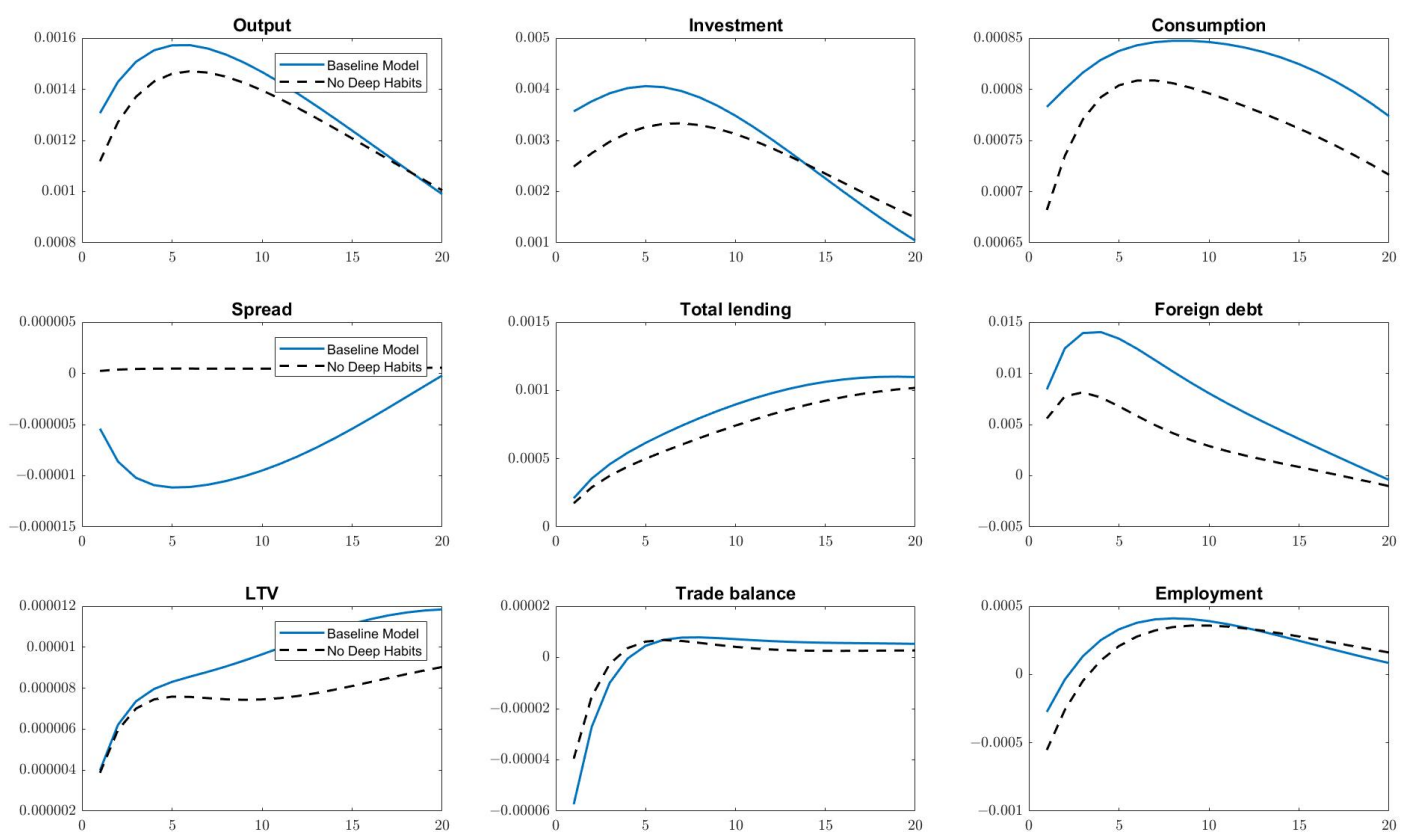 Output
0.0016
0.0014
0.0012
0.001
0.0008
0 5 10 15 20
Baseline Model
No Deep Habits
Investment
0.005
0.004
0.003
0.002
0.001
0 5 10 15 20
Consumption
0.00085
0.0008
0.00075
0.0007
0.00065
0 5 10 15 20
Spread
0.000005
0
−0.000005
−0.00001
−0.000015
0 5 10 15 20
Baseline Model
No Deep Habits
Total lending
0.0015
0.001
0.0005
0
0 5 10 15 20
Foreign debt
0.015
0.01
0.005
0
−0.005
0 5 10 15 20
LTV
0.000012
0.00001
0.000008
0.000006
0.000004
0.000002
0 5 10 15 20
Baseline Model
No Deep Habits
Trade balance
0.00002
0
−0.00002
−0.00004
−0.00006
0 5 10 15 20
Employment
0.0005
0
−0.0005
−0.001
0 5 10 15 20